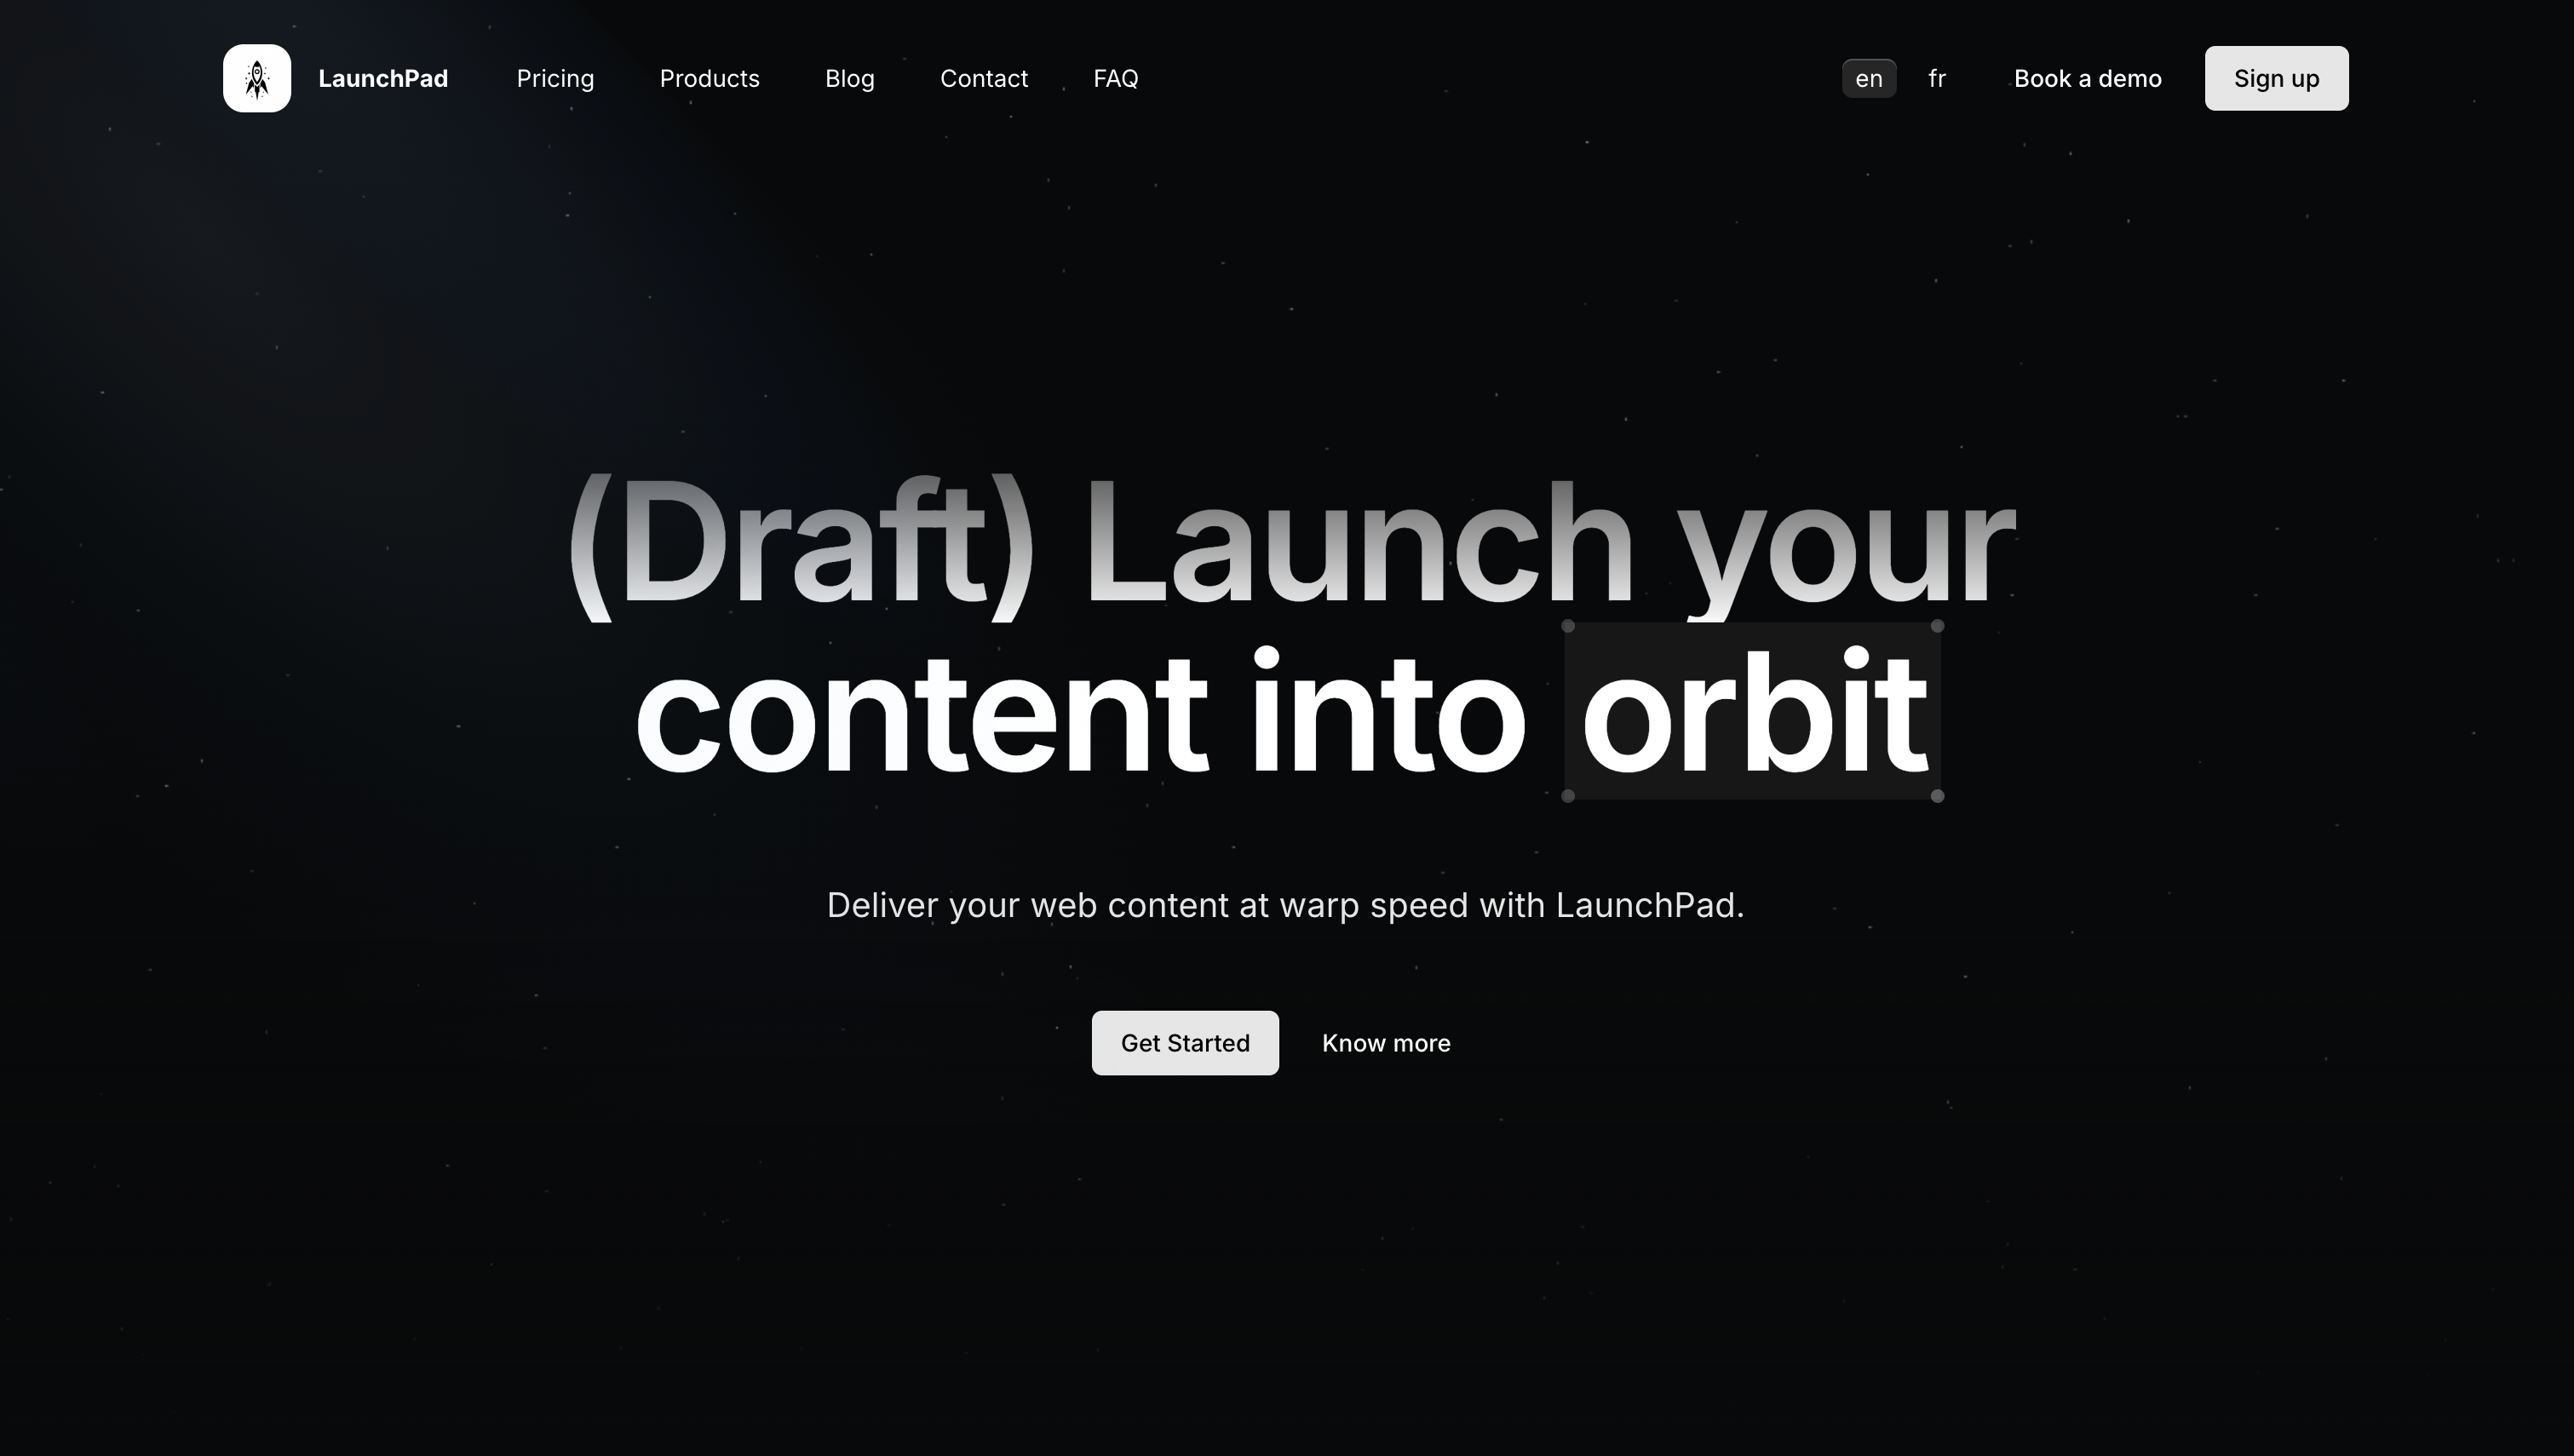 LaunchPad Pricing Products Blog Contact FAQ en fr Book a demo Sign up
(Draft) Launch your
content into orbit
Deliver your web content at warp speed with LaunchPad.
Get Started Know more